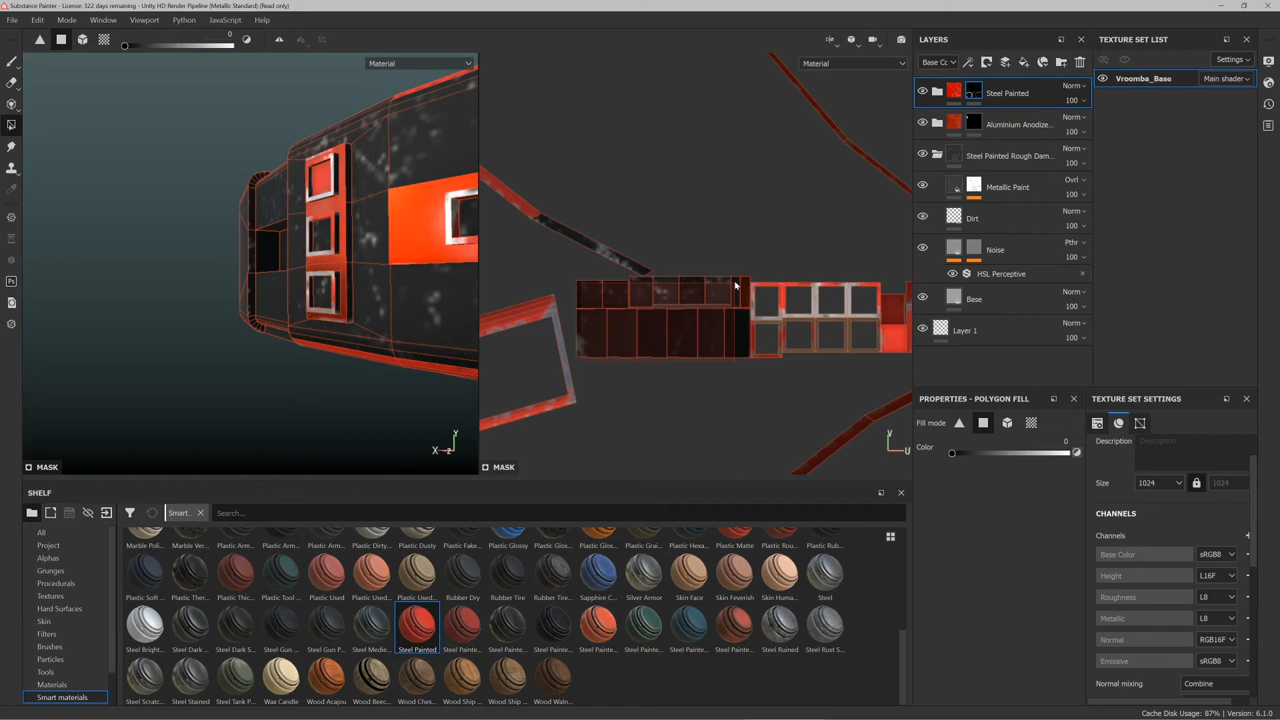 Substance Painter - License: 322 days remaining - Unity HD Render Pipeline (Metallic Standard) (Read only)
File Edit Mode Window Viewport Python JavaScript Help
0
Material
Material
LAYERS
TEXTURE SET LIST
Base Cc
Settings
Vroomba_Base
Main shader
Steel Painted
Norm
100
Aluminium Anodize...
Norm
100
Steel Painted Rough Dam...
Norm
100
Metallic Paint
Ovrl
100
Dirt
Norm
100
Noise
Pthr
100
HSL Perceptive
Base
Norm
100
Layer 1
Norm
100
Y
X
Z
V
U
MASK
MASK
PROPERTIES - POLYGON FILL
Fill mode
Color
0
TEXTURE SET SETTINGS
Description
Description
Size
1024
1024
CHANNELS
Channels
+
Base Color
sRGB8
Height
L16F
Roughness
L8
Metallic
L8
Normal
RGB16F
Emissive
sRGB8
Normal mixing
Combine
SHELF
Smart.
Search...
All
Project
Alphas
Grunges
Procedurals
Textures
Hard Surfaces
Skin
Filters
Brushes
Particles
Tools
Materials
Smart materials
Marble Poli... Marble Ver... Plastic Arm... Plastic Arm... Plastic Dirty... Plastic Dusty Plastic Fake... Plastic Glossy Plastic Glos... Plastic Glos... Plastic Grai... Plastic Hexa... Plastic Matte Plastic Rou... Plastic Rub...
Plastic Soft Plastic Ther... Plastic Thic... Plastic Tool ... Plastic Used Plastic Used... Plastic Used... Rubber Dry Rubber Tire Rubber Tire... Sapphire C... Silver Armor Skin Face Skin Feverish Skin Huma... Steel
Steel Bright... Steel Dark ... Steel Dark S... Steel Gun ... Steel Gun P... Steel Medie... Steel Painted Steel Painte... Steel Painte... Steel Painte... Steel Painte... Steel Painte... Steel Painte... Steel Painte... Steel Ruined Steel Rust S...
Steel Scratc... Steel Stained Steel Tank P... Wax Candle Wood Acajou Wood Beec... Wood Ches... Wood Ship ... Wood Ship ... Wood Waln...
Cache Disk Usage: 87% | Version: 6.1.0